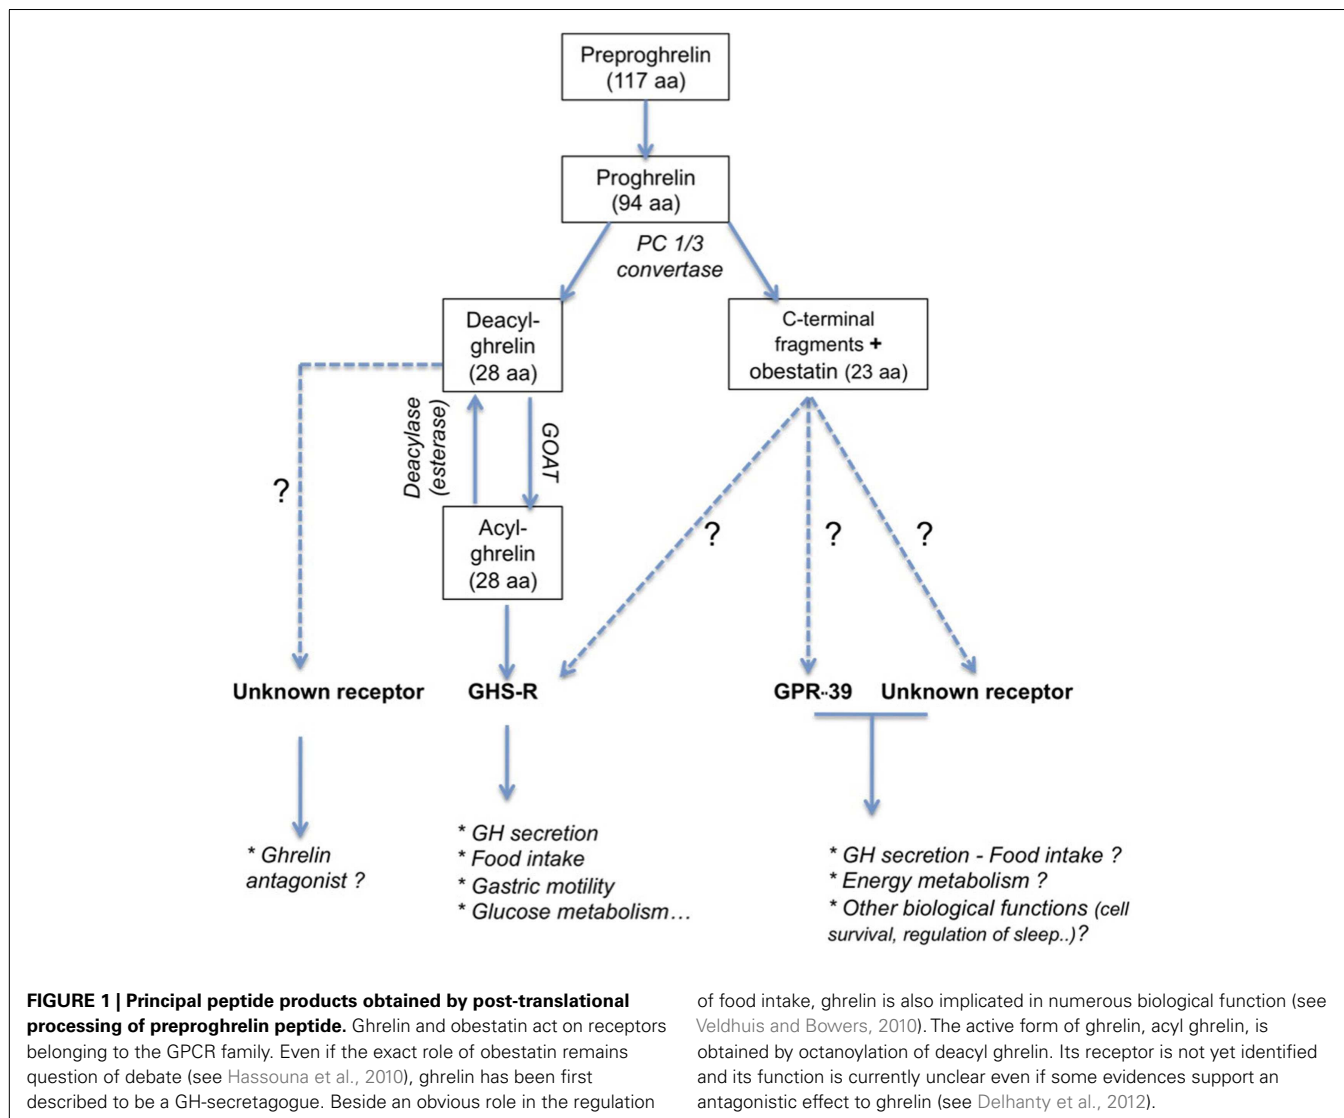 Preproghrelin
(117 aa)
Proghrelin
(94 aa)
PC 1/3
convertase
Deacyl-
ghrelin
(28 aa)
C-terminal
fragments +
obestatin (23 aa)
Deacylase
(esterase)
GOAT
?
Acyl-
ghrelin
(28 aa)
?
?
?
Unknown receptor
GHS-R
GPR-39
Unknown receptor
* Ghrelin
antagonist ?
* GH secretion
* Food intake
* Gastric motility
* Glucose metabolism…
* GH secretion - Food intake ?
* Energy metabolism ?
* Other biological functions (cell
survival, regulation of sleep..)?
FIGURE 1 | Principal peptide products obtained by post-translational
processing of preproghrelin peptide. Ghrelin and obestatin act on receptors
belonging to the GPCR family. Even if the exact role of obestatin remains
question of debate (see Hassouna et al., 2010), ghrelin has been first
described to be a GH-secretagogue. Beside an obvious role in the regulation
of food intake, ghrelin is also implicated in numerous biological function (see
Veldhuis and Bowers, 2010). The active form of ghrelin, acyl ghrelin, is
obtained by octanoylation of deacyl ghrelin. Its receptor is not yet identified
and its function is currently unclear even if some evidences support an
antagonistic effect to ghrelin (see Delhanty et al., 2012).